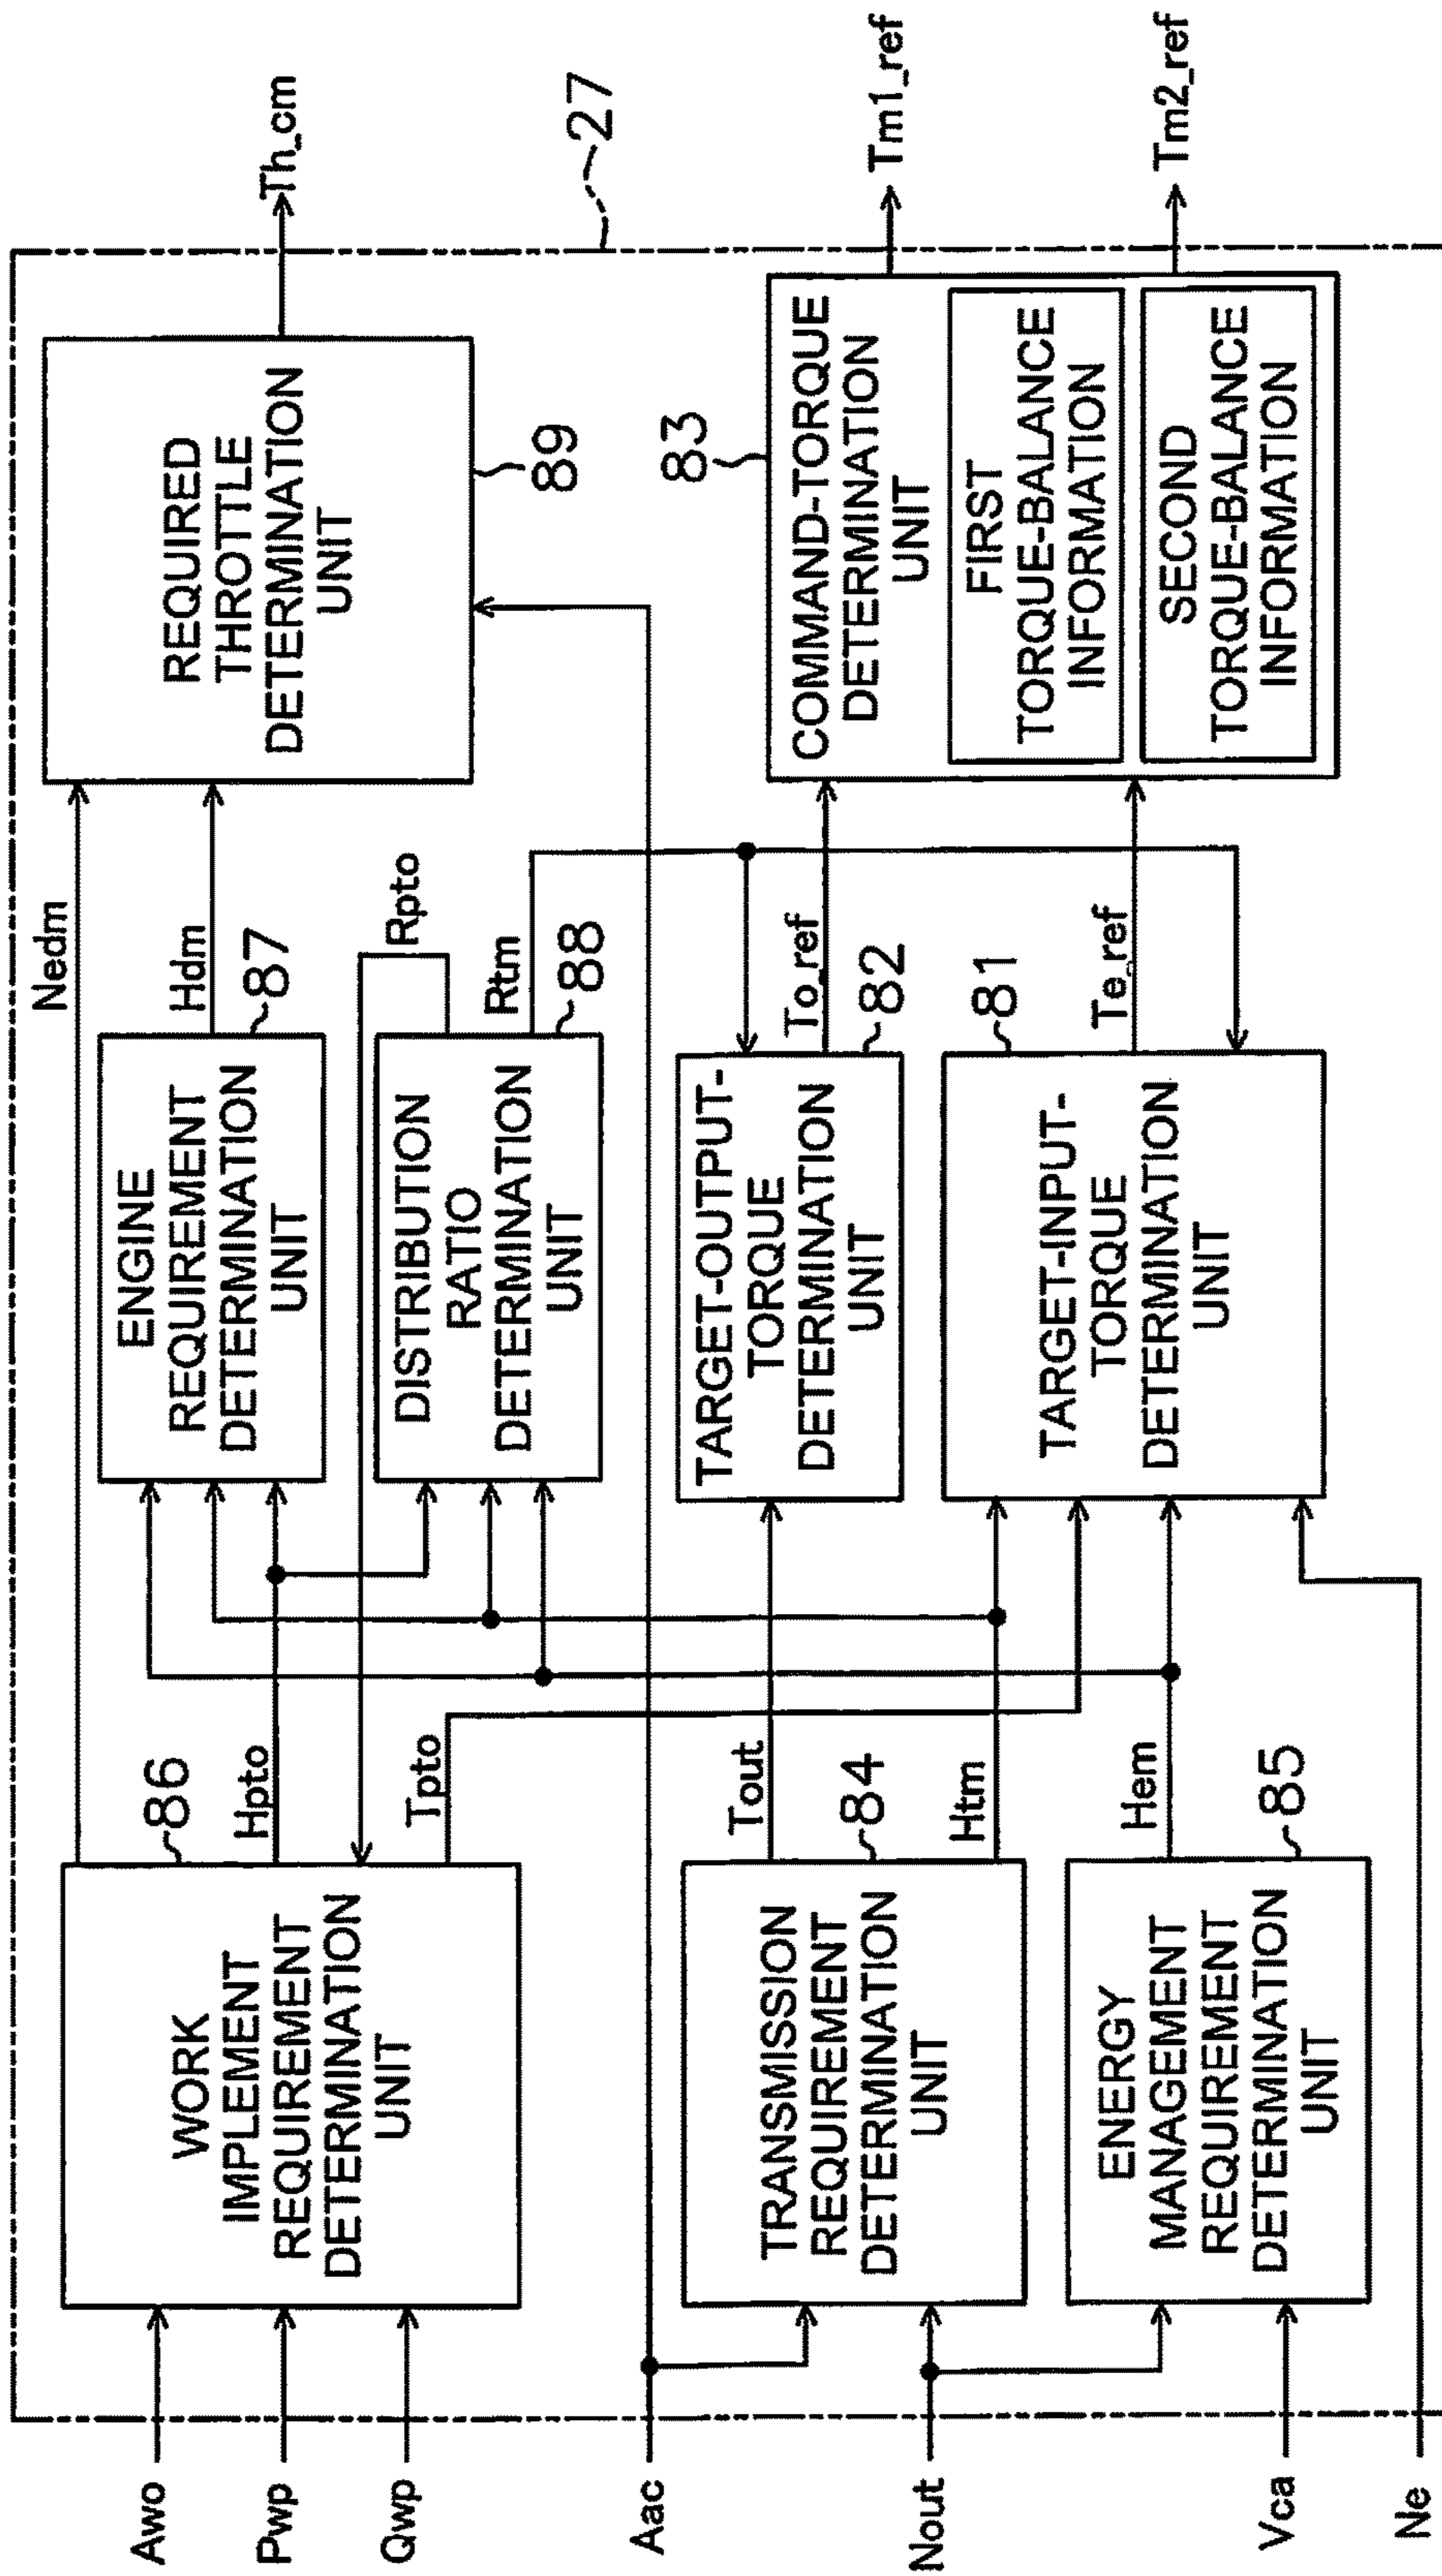 Awo
Pwp
Qwp
Aac
Nout
Vca
Ne
WORK
IMPLEMENT
REQUIREMENT
DETERMINATION
UNIT
86
TRANSMISSION
REQUIREMENT
DETERMINATION
UNIT
84
ENERGY
MANAGEMENT
REQUIREMENT
DETERMINATION
UNIT
85
Hpto
Tpto
Tout
Htm
Hem
ENGINE
REQUIREMENT
DETERMINATION
UNIT
87
DISTRIBUTION
RATIO
DETERMINATION
UNIT
88
TARGET-OUTPUT-
TORQUE
DETERMINATION
UNIT
82
TARGET-INPUT-
TORQUE
DETERMINATION
UNIT
81
Nedm
Hdm
Rpto
Rtm
To_ref
Te_ref
REQUIRED
THROTTLE
DETERMINATION
UNIT
89
83
COMMAND-TORQUE
DETERMINATION
UNIT
FIRST
TORQUE-BALANCE
INFORMATION
SECOND
TORQUE-BALANCE
INFORMATION
Th_cm
27
Tm1_ref
Tm2_ref